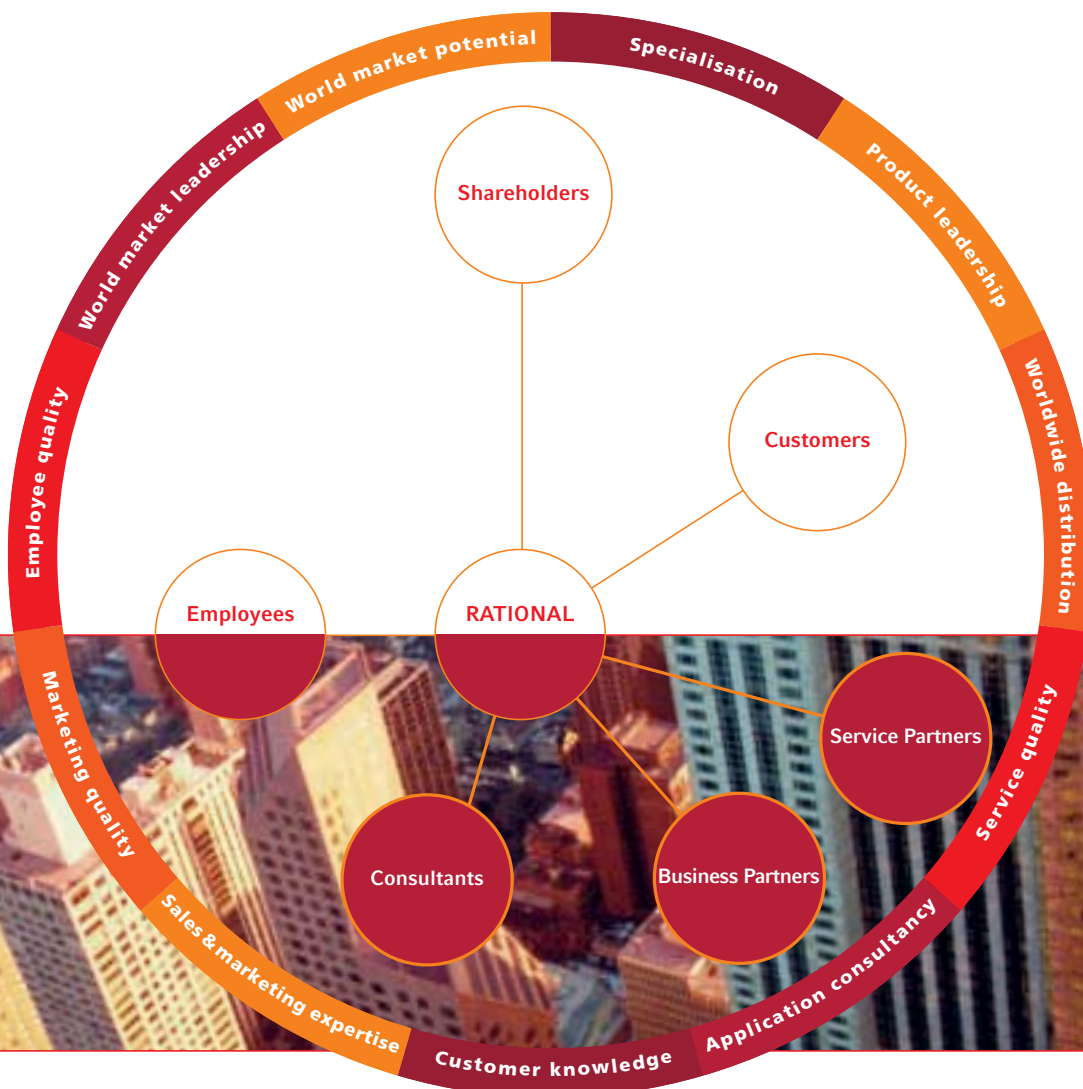 World market potential
Specialisation
Product leadership
Worldwide distribution
Service quality
Application consultancy
Customer knowledge
Sales & marketing expertise
Marketing quality
Employee quality
World market leadership
Shareholders
Customers
Employees
RATIONAL
Service Partners
Consultants
Business Partners